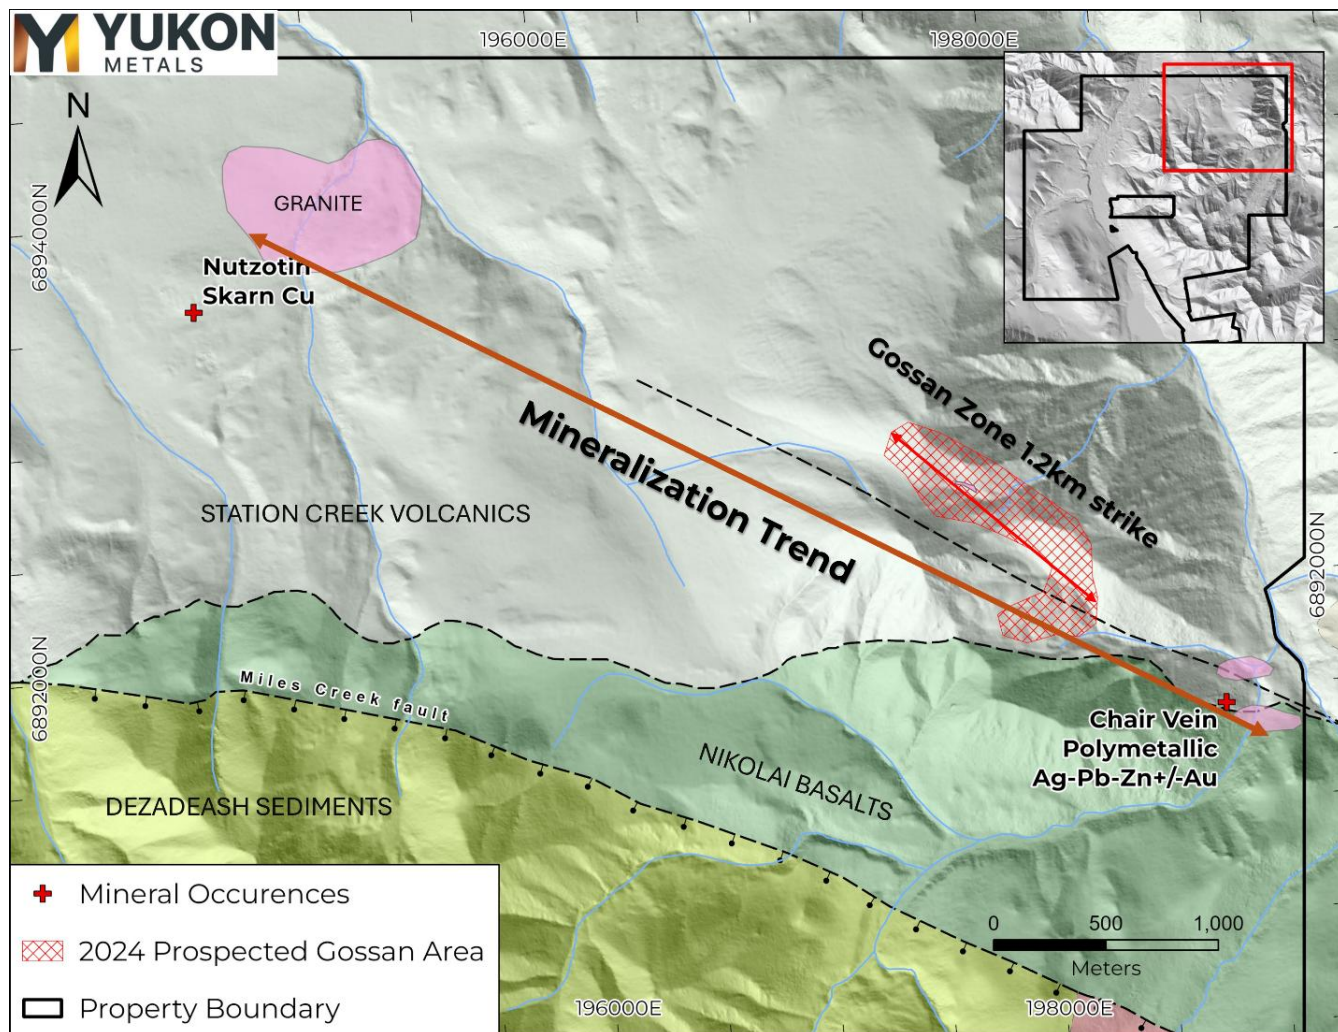 YUKON
METALS
196000E
198000E
N
6894000N
GRANITE
Nutzotin
Skarn Cu
Gossan Zone 1.2km strike
Mineralization Trend
STATION CREEK VOLCANICS
6892000N
6892000N
Miles Creek fault
Chair Vein
Polymetallic
Ag-Pb-Zn+/-Au
NIKOLAI BASALTS
DEZADEASH SEDIMENTS
Mineral Occurences
2024 Prospected Gossan Area
Property Boundary
0 500 1,000
Meters
196000E
198000E